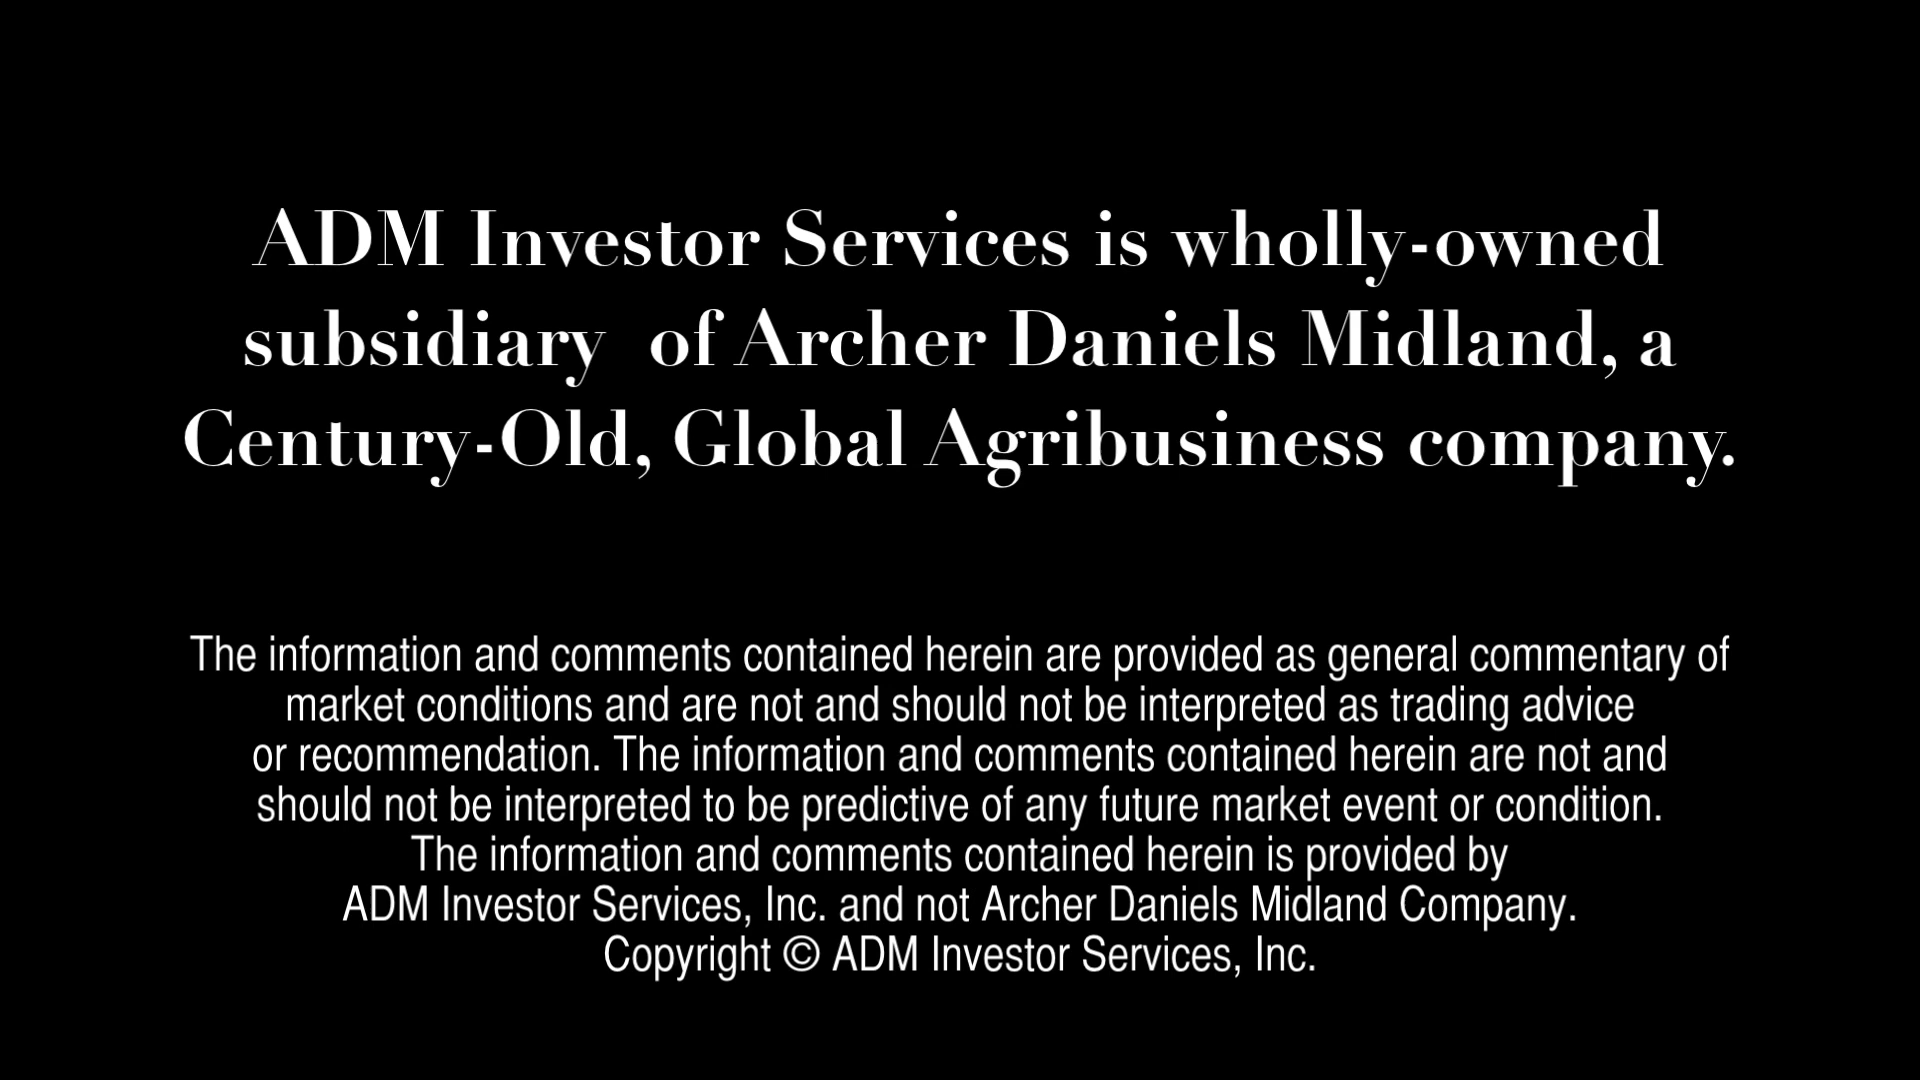 ADM Investor Services is wholly-owned
subsidiary  of Archer Daniels Midland, a
Century-Old, Global Agribusiness company.
The information and comments contained herein are provided as general commentary of
market conditions and are not and should not be interpreted as trading advice
or recommendation. The information and comments contained herein are not and
should not be interpreted to be predictive of any future market event or condition.
The information and comments contained herein is provided by
ADM Investor Services, Inc. and not Archer Daniels Midland Company.
Copyright © ADM Investor Services, Inc.